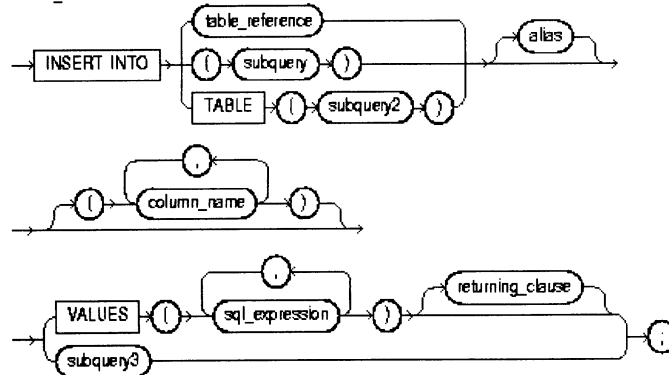 table_reference
INSERT INTO ( subquery ) alias
TABLE ( subquery2 )
,
( column_name )
,
returning_clause
VALUES ( sql_expression )
subquery3 ;